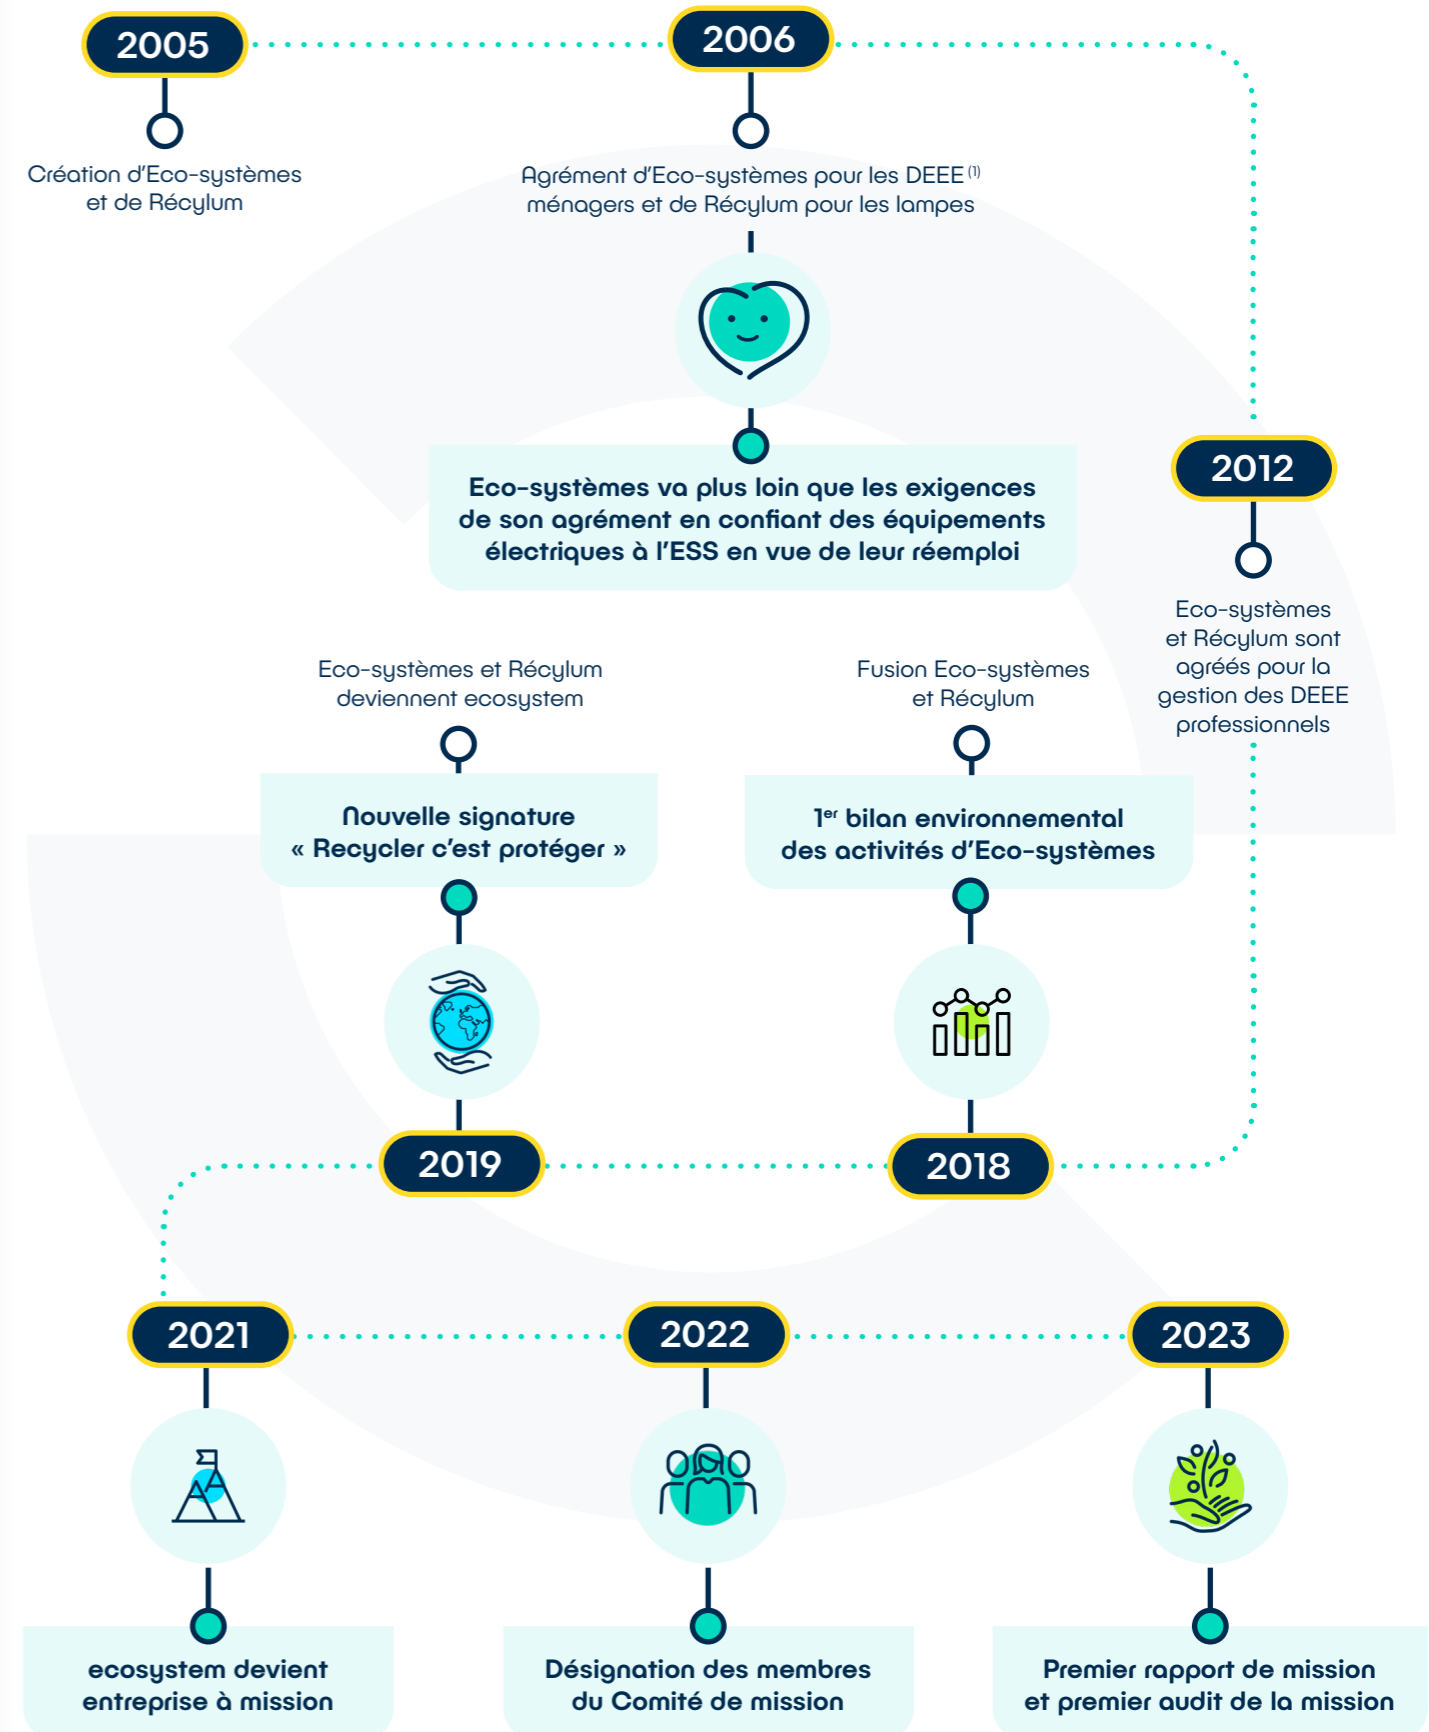 2005
Création d'Eco-systèmes
et de Récylum
2006
Agrément d'Eco-systèmes pour les DEEE (1)
ménagers et de Récylum pour les lampes
Eco-systèmes va plus loin que les exigences
de son agrément en confiant des équipements
électriques à l'ESS en vue de leur réemploi
2012
Eco-systèmes
et Récylum sont
agréés pour la
gestion des DEEE
professionnels
Fusion Eco-systèmes
et Récylum
1er bilan environnemental
des activités d'Eco-systèmes
2018
Eco-systèmes et Récylum
deviennent ecosystem
Nouvelle signature
« Recycler c'est protéger »
2019
2021
ecosystem devient
entreprise à mission
2022
Désignation des membres
du Comité de mission
2023
Premier rapport de mission
et premier audit de la mission